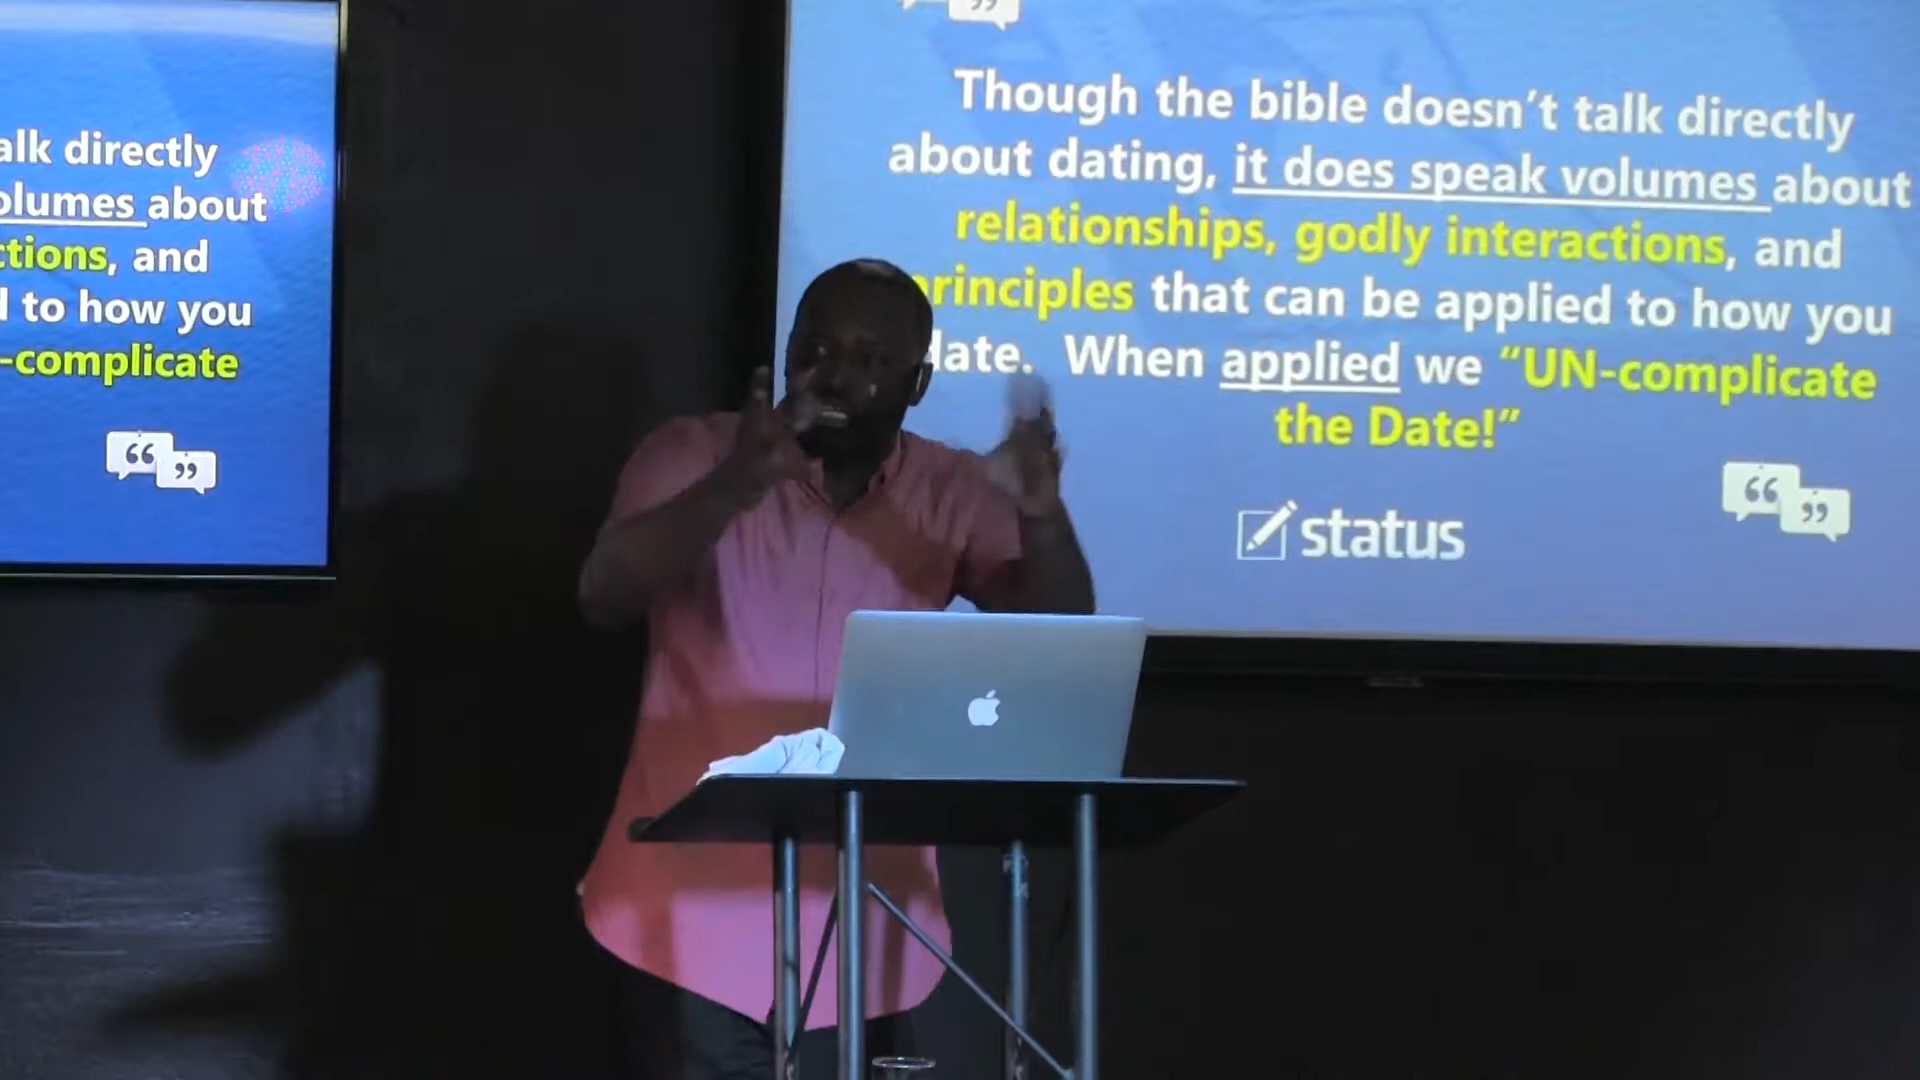 alk directly
olumes about
ctions, and
d to how you
-complicate
Though the bible doesn't talk directly
about dating, it does speak volumes about
relationships, godly interactions, and
principles that can be applied to how you
date. When applied we "UN-complicate
the Date!"
status